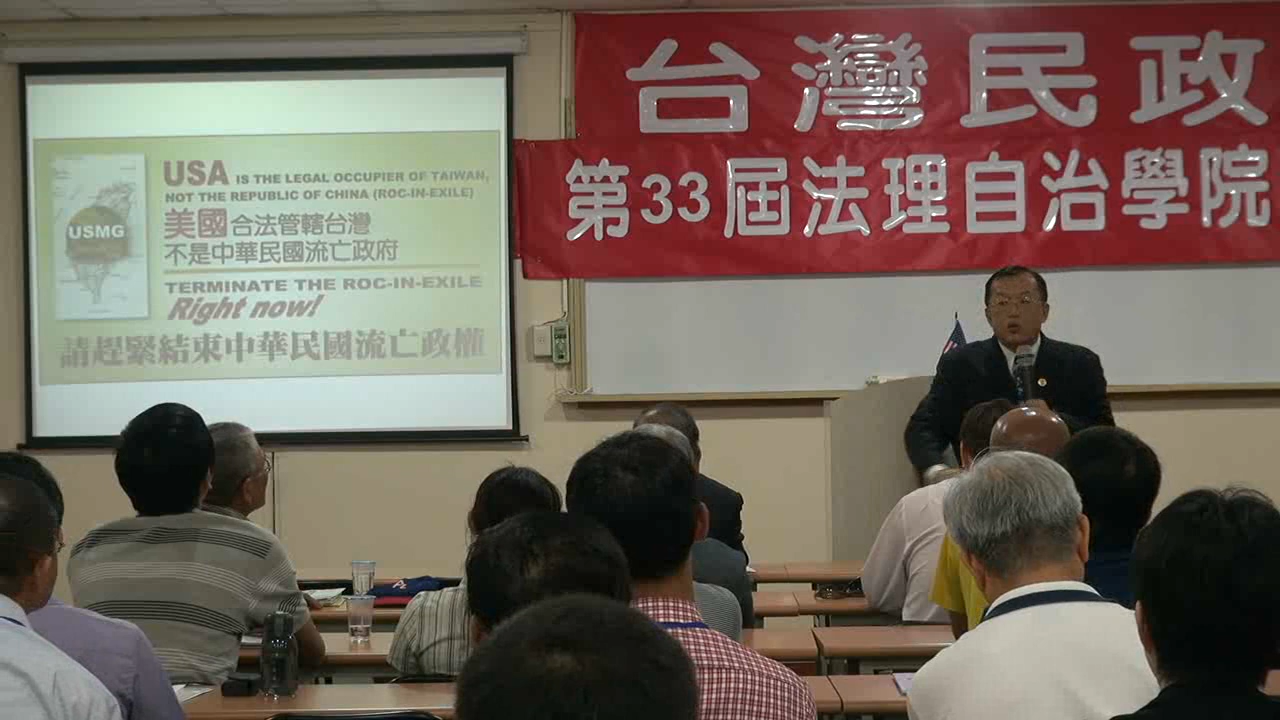 台灣民政
第33屆法理自治學院
USMG
USA IS THE LEGAL OCCUPIER OF TAIWAN,
NOT THE REPUBLIC OF CHINA (ROC-IN-EXILE)
美國合法管轄台灣
不是中華民國流亡政府
TERMINATE THE ROC-IN-EXILE
Right now!
請趕緊結束中華民國流亡政權